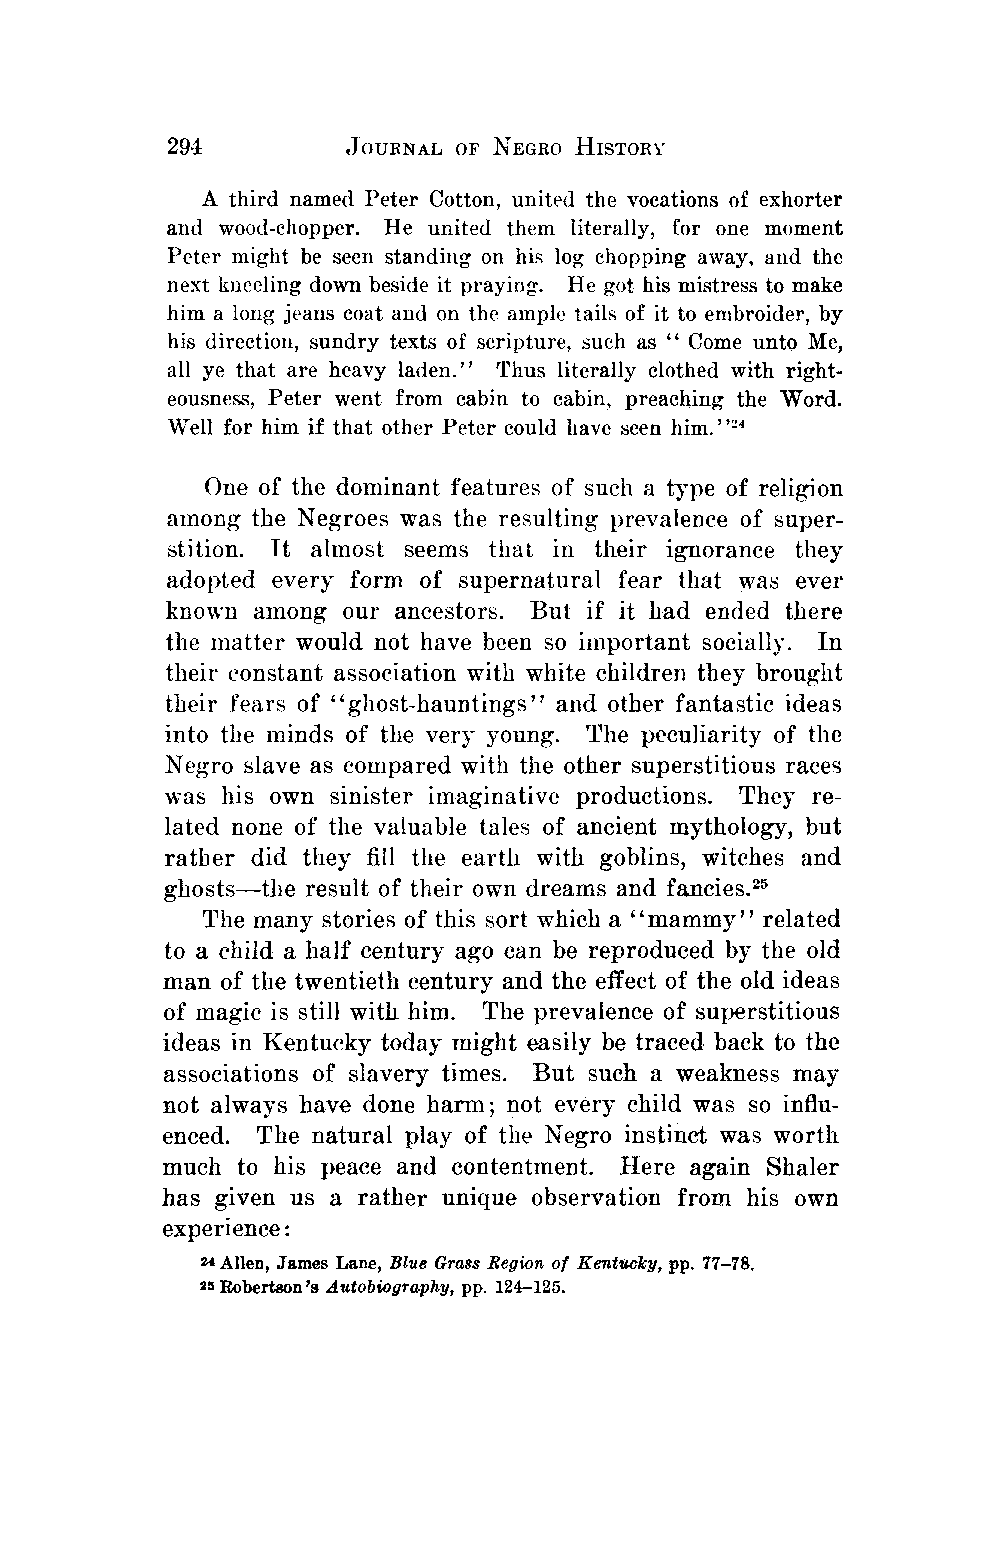 294 JOURNAL OF NEGRO HISTORY
A third named Peter Cotton, united the vocations of exhorter
and wood-chopper. He united them literally, for one moment
Peter might be seen standing on his log chopping away, and the
next kneeling down beside it praying. He got his mistress to make
him a long jeans coat and on the ample tails of it to embroider, by
his direction, sundry texts of scripture, such as “ Come unto Me,
all ye that are heavy laden.” Thus literally clothed with right-
eousness, Peter went from cabin to cabin, preaching the Word.
Well for him if that other Peter could have seen him.”24
One of the dominant features of such a type of religion
among the Negroes was the resulting prevalence of super-
stition. It almost seems that in their ignorance they
adopted every form of supernatural fear that was ever
known among our ancestors. But if it had ended there
the matter would not have been so important socially. In
their constant association with white children they brought
their fears of “ghost-hauntings” and other fantastic ideas
into the minds of the very young. The peculiarity of the
Negro slave as compared with the other superstitious races
was his own sinister imaginative productions. They re-
lated none of the valuable tales of ancient mythology, but
rather did they fill the earth with goblins, witches and
ghosts—the result of their own dreams and fancies.25
The many stories of this sort which a “mammy” related
to a child a half century ago can be reproduced by the old
man of the twentieth century and the effect of the old ideas
of magic is still with him. The prevalence of superstitious
ideas in Kentucky today might easily be traced back to the
associations of slavery times. But such a weakness may
not always have done harm; not every child was so influ-
enced. The natural play of the Negro instinct was worth
much to his peace and contentment. Here again Shaler
has given us a rather unique observation from his own
experience:
24 Allen, James Lane, Blue Grass Region of Kentucky, pp. 77–78.
25 Robertson's Autobiography, pp. 124–125.